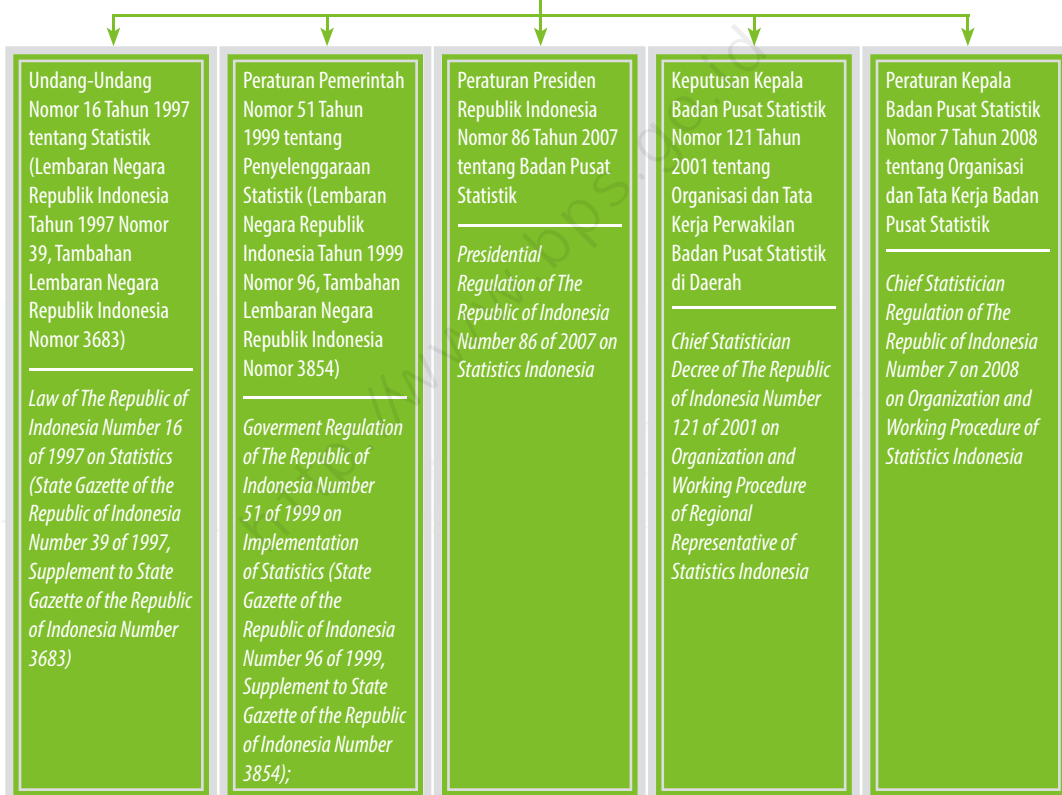 Undang-Undang
Nomor 16 Tahun 1997
tentang Statistik
(Lembaran Negara
Republik Indonesia
Tahun 1997 Nomor
39, Tambahan
Lembaran Negara
Republik Indonesia
Nomor 3683)
Law of The Republic of
Indonesia Number 16
of 1997 on Statistics
(State Gazette of the
Republic of Indonesia
Number 39 of 1997,
Supplement to State
Gazette of the Republic
of Indonesia Number
3683)
Peraturan Pemerintah
Nomor 51 Tahun
1999 tentang
Penyelenggaraan
Statistik (Lembaran
Negara Republik
Indonesia Tahun 1999
Nomor 96, Tambahan
Lembaran Negara
Republik Indonesia
Nomor 3854)
Goverment Regulation
of The Republic of
Indonesia Number
51 of 1999 on
Implementation
of Statistics (State
Gazette of the
Republic of Indonesia
Number 96 of 1999,
Supplement to State
Gazette of the Republic
of Indonesia Number
3854);
Peraturan Presiden
Republik Indonesia
Nomor 86 Tahun 2007
tentang Badan Pusat
Statistik
Presidential
Regulation of The
Republic of Indonesia
Number 86 of 2007 on
Statistics Indonesia
Keputusan Kepala
Badan Pusat Statistik
Nomor 121 Tahun
2001 tentang
Organisasi dan Tata
Kerja Perwakilan
Badan Pusat Statistik
di Daerah
Chief Statistician
Decree of The Republic
of Indonesia Number
121 of 2001 on
Organization and
Working Procedure
of Regional
Representative of
Statistics Indonesia
Peraturan Kepala
Badan Pusat Statistik
Nomor 7 Tahun 2008
tentang Organisasi
dan Tata Kerja Badan
Pusat Statistik
Chief Statistician
Regulation of The
Republic of Indonesia
Number 7 on 2008
on Organization and
Working Procedure of
Statistics Indonesia
http://www.bps.go.id